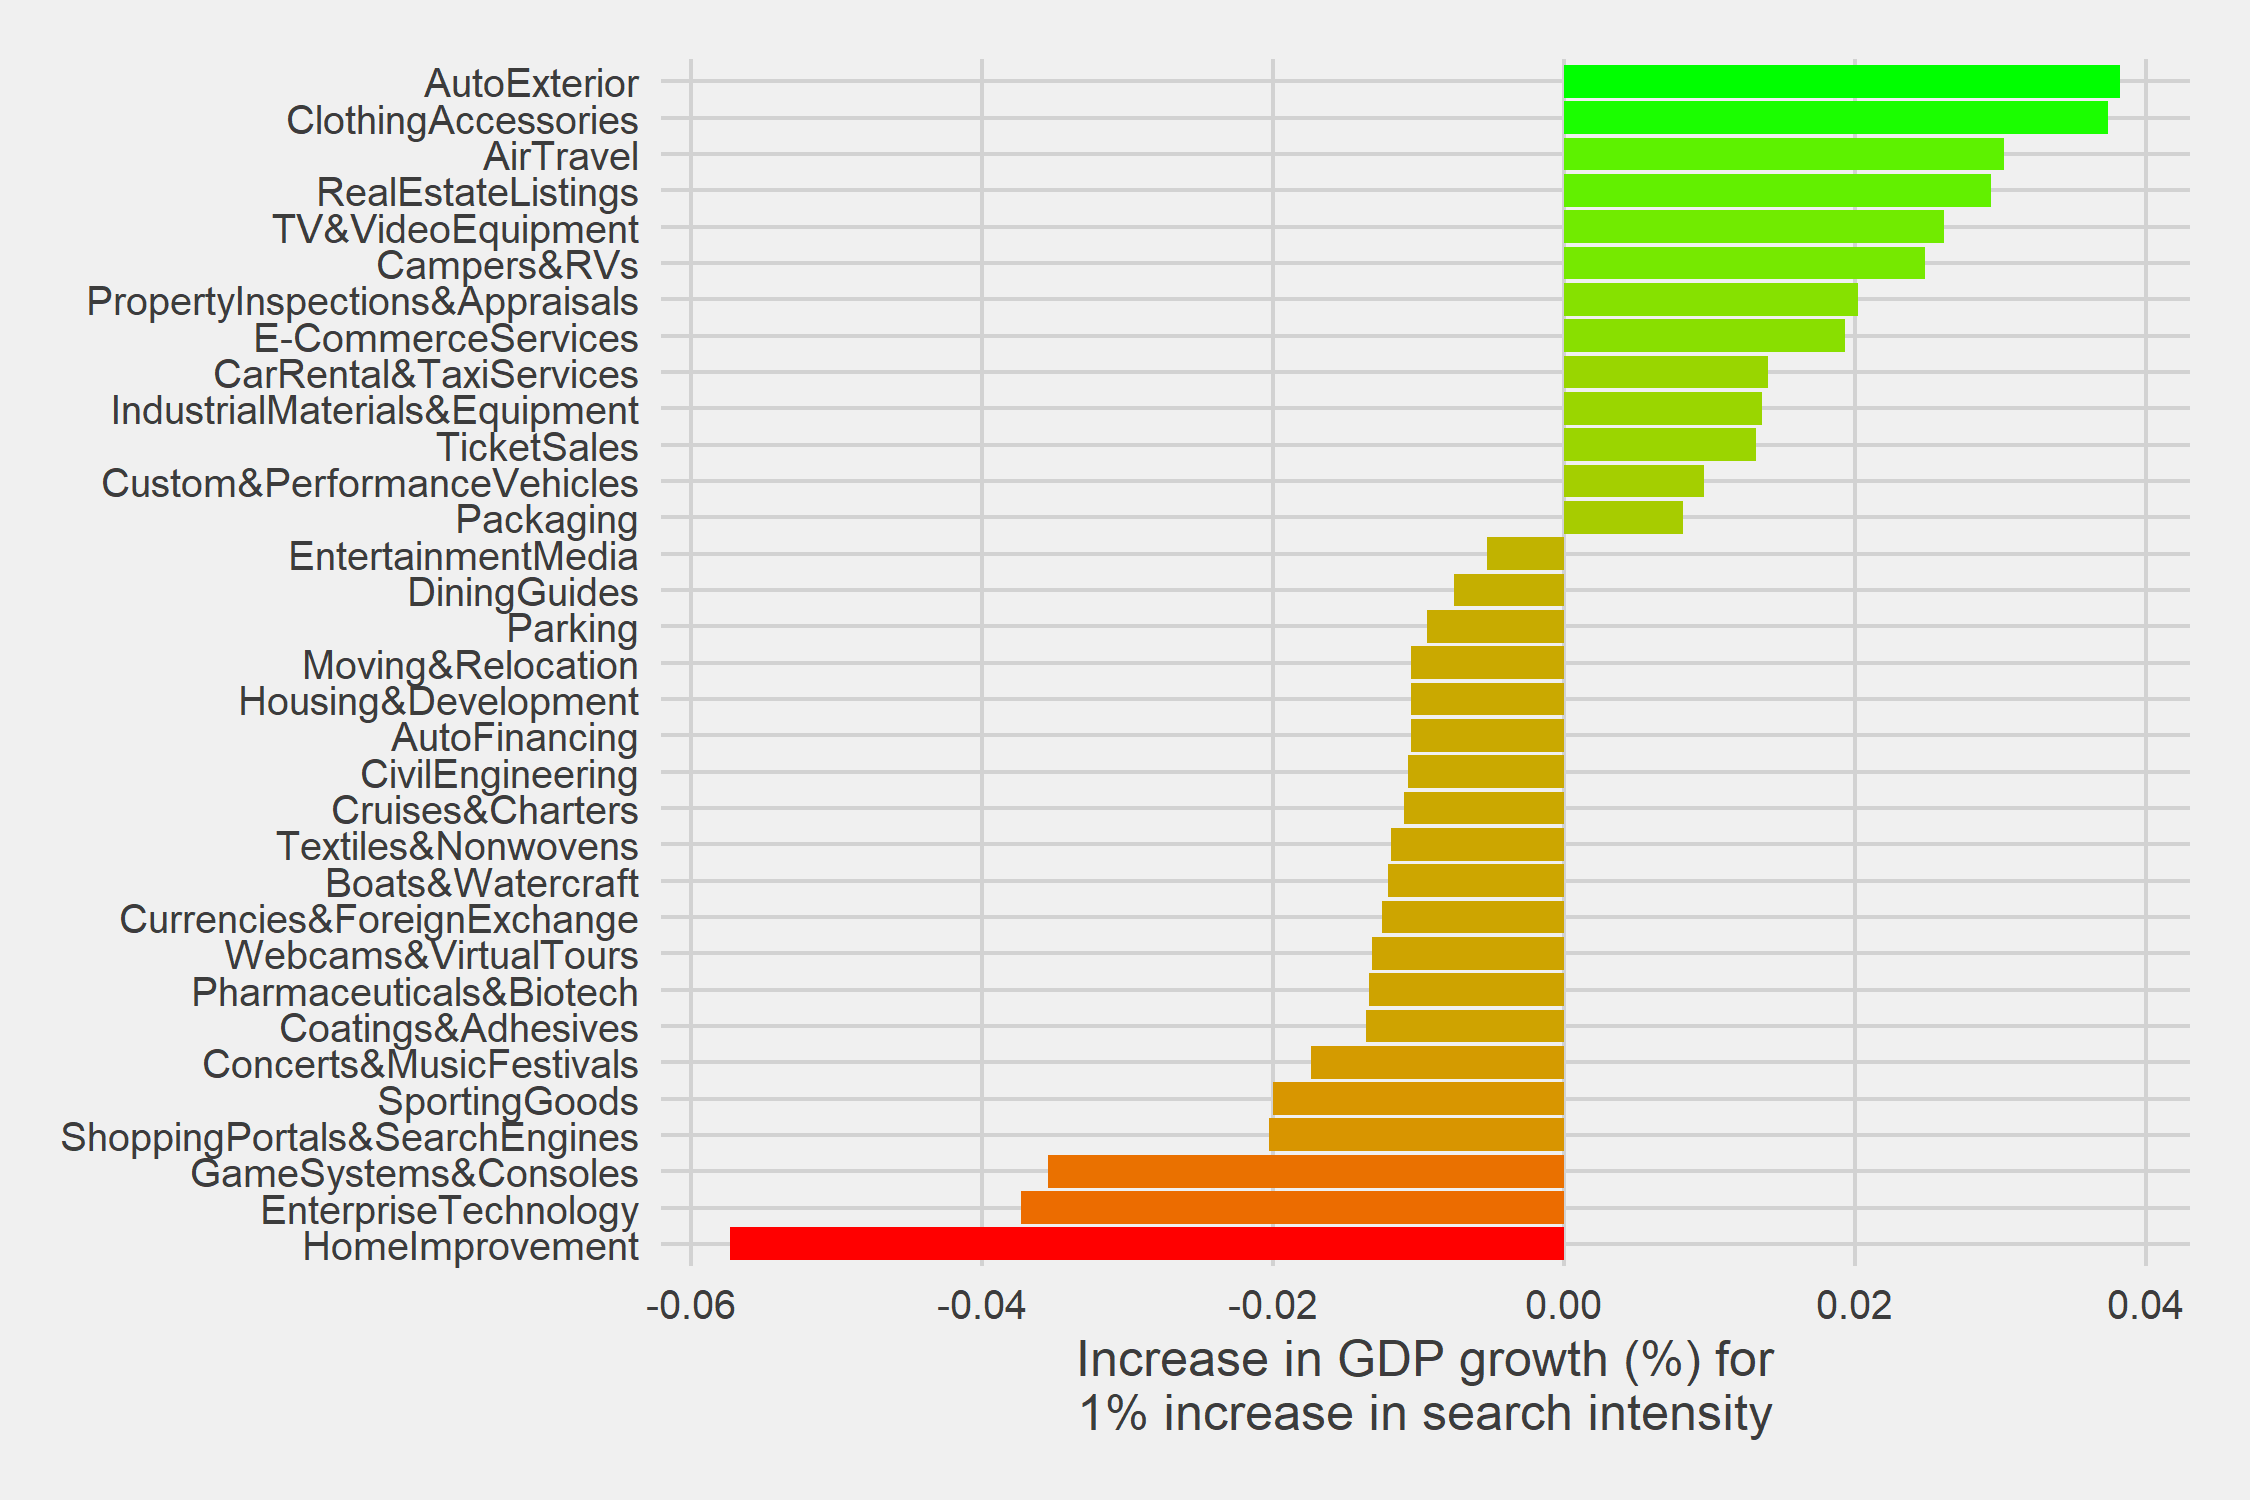 AutoExterior
ClothingAccessories
AirTravel
RealEstateListings
TV&VideoEquipment
Campers&RVs
PropertyInspections&Appraisals
E-CommerceServices
CarRental&TaxiServices
IndustrialMaterials&Equipment
TicketSales
Custom&PerformanceVehicles
Packaging
EntertainmentMedia
DiningGuides
Parking
Moving&Relocation
Housing&Development
AutoFinancing
CivilEngineering
Cruises&Charters
Textiles&Nonwovens
Boats&Watercraft
Currencies&ForeignExchange
Webcams&VirtualTours
Pharmaceuticals&Biotech
Coatings&Adhesives
Concerts&MusicFestivals
SportingGoods
ShoppingPortals&SearchEngines
GameSystems&Consoles
EnterpriseTechnology
HomeImprovement
-0.06 -0.04 -0.02 0.00 0.02 0.04
Increase in GDP growth (%) for
1% increase in search intensity